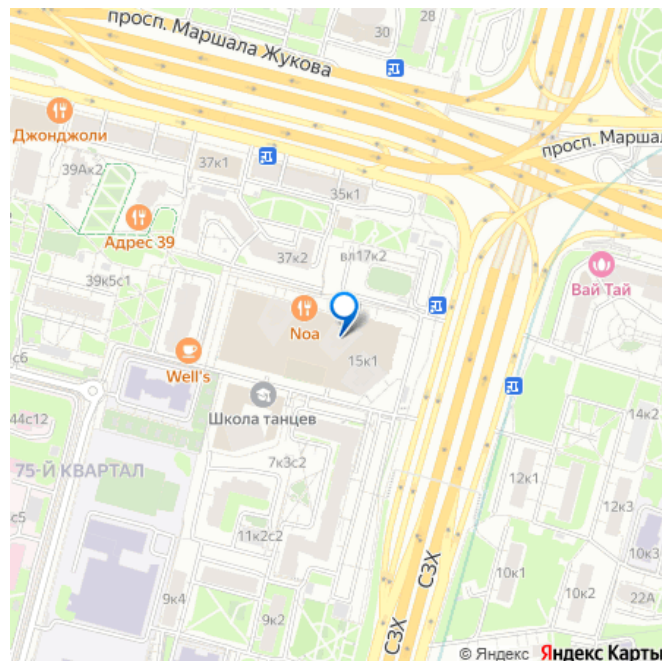 просп. Маршала Жукова
28
30
Джонджоли
37к1
просп. Маршал
39Ак2
35к1
Адрес 39
37к2
вл17к2
39к5с1
Вай Тай
Noa
с6
Well's
15к1
Школа танцев
44с12
14к2
75-Й КВАРТАЛ
7к3с2
12к1
12к3
с5
11к2с2
10к3
СЗХ
10к1
9к4
9к2
10к2
22А
СЗХ
© Яндекс Яндекс Карты